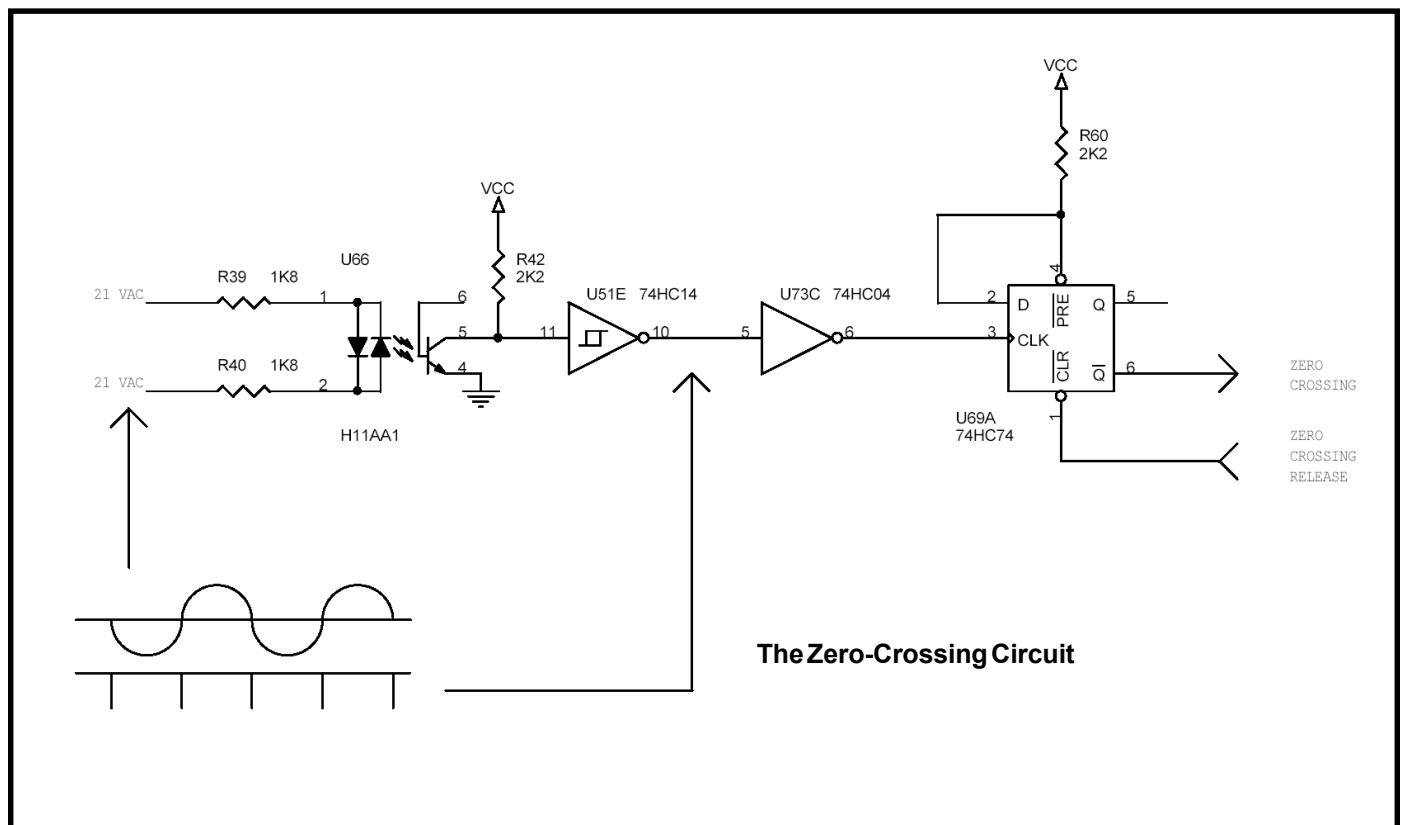 VCC
R60
2K2
VCC
R42
2K2
U66
R39 1K8
21 VAC
1
6
5
4
U51E 74HC14
11
10
U73C 74HC04
5
6
4
2
D
PRE
Q
5
3
CLK
CLR
Q
6
1
ZERO
CROSSING
R40 1K8
21 VAC
2
H11AA1
U69A
74HC74
ZERO
CROSSING
RELEASE
The Zero-Crossing Circuit